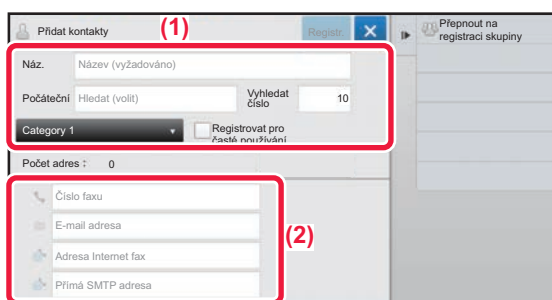 Přidat kontakty
(1)
Registr.
Přepnout na
registraci skupiny
Náz.
Název (vyžadováno)
Počáteční
Hledat (volit)
Vyhledat
číslo
10
Category 1
Registrovat pro
časté používání
Počet adres :
0
Číslo faxu
E-mail adresa
(2)
Adresa Internet fax
Přímá SMTP adresa